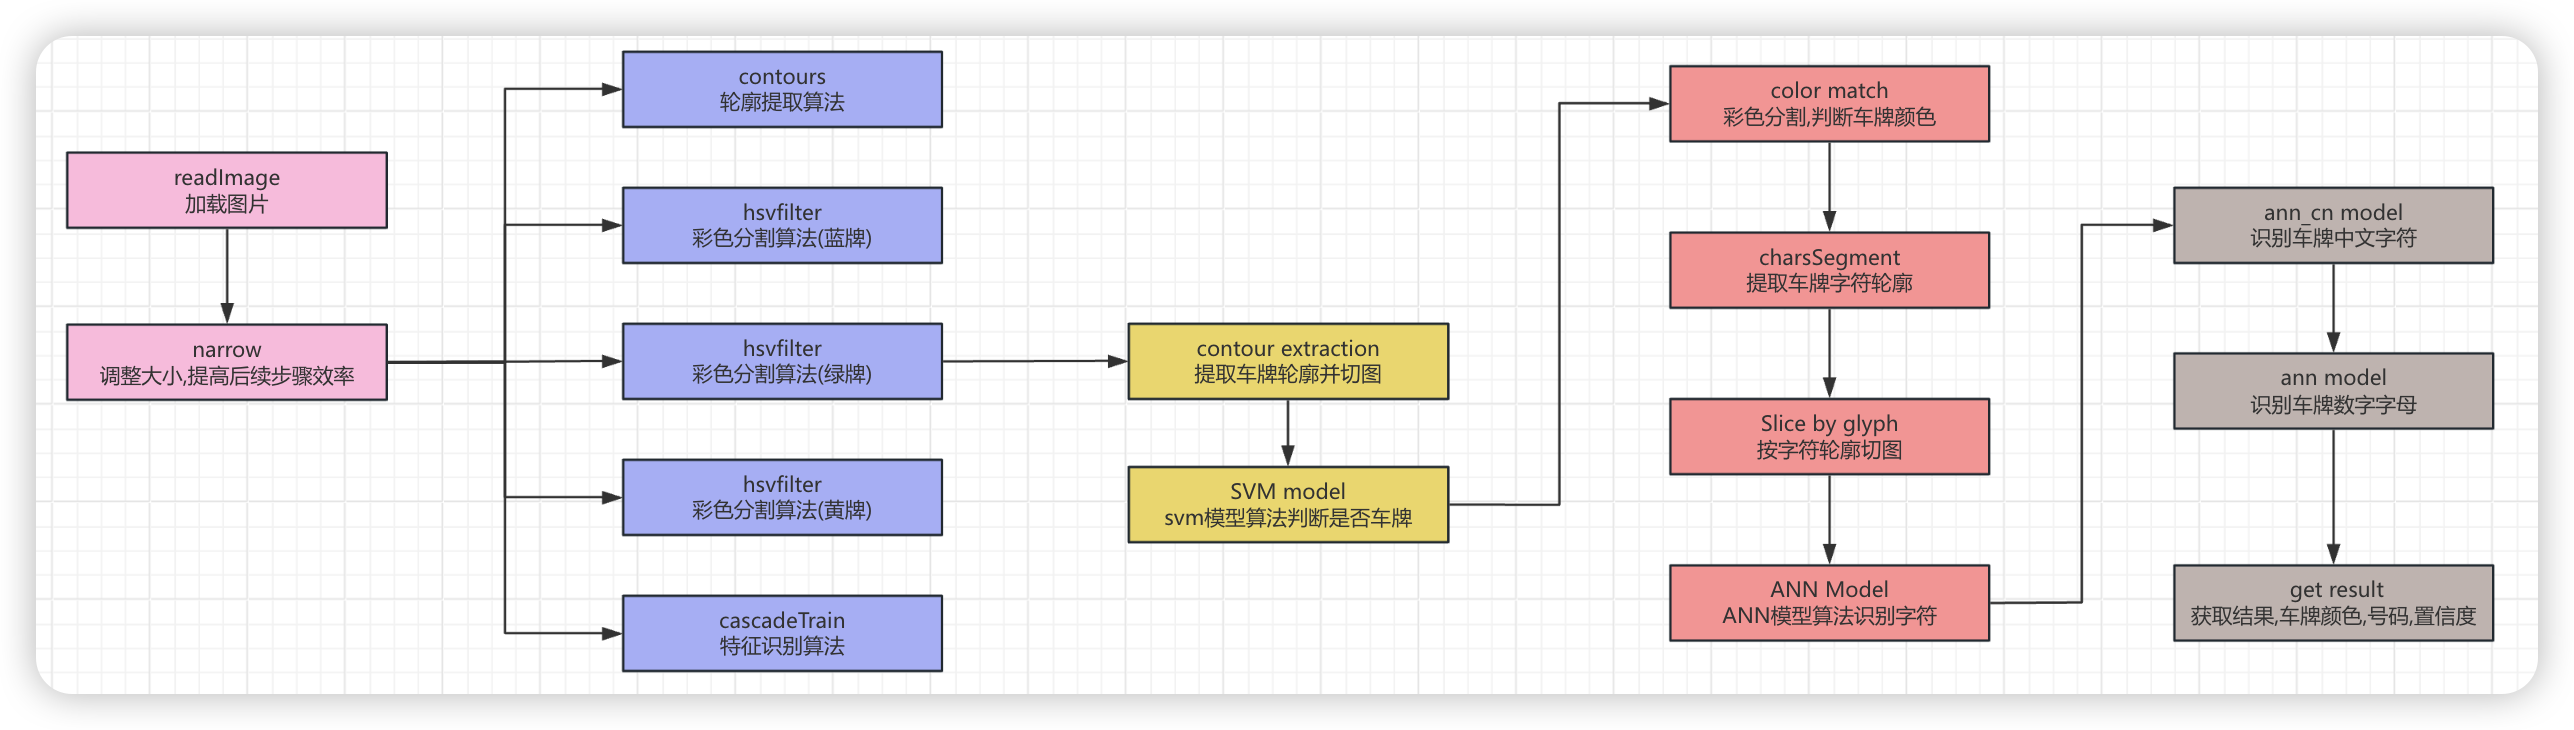 readImage
加载图片
narrow
调整大小,提高后续步骤效率
contours
轮廓提取算法
hsvfilter
彩色分割算法(蓝牌)
hsvfilter
彩色分割算法(绿牌)
hsvfilter
彩色分割算法(黄牌)
cascadeTrain
特征识别算法
contour extraction
提取车牌轮廓并切图
SVM model
svm模型算法判断是否车牌
color match
彩色分割,判断车牌颜色
charsSegment
提取车牌字符轮廓
Slice by glyph
按字符轮廓切图
ANN Model
ANN模型算法识别字符
ann_cn model
识别车牌中文字符
ann model
识别车牌数字字母
get result
获取结果,车牌颜色,号码,置信度